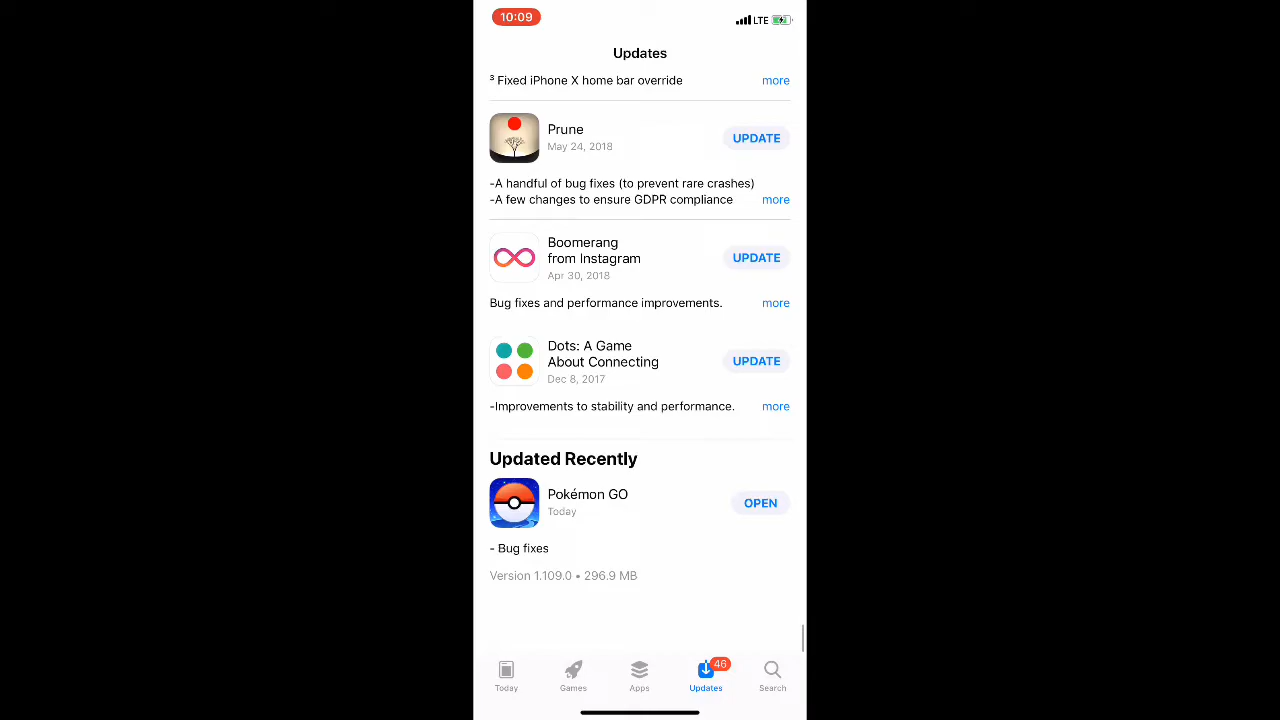 10:09
LTE
Updates
³ Fixed iPhone X home bar override more
Prune
May 24, 2018
UPDATE
-A handful of bug fixes (to prevent rare crashes)
-A few changes to ensure GDPR compliance more
Boomerang
from Instagram
Apr 30, 2018
UPDATE
Bug fixes and performance improvements. more
Dots: A Game
About Connecting
Dec 8, 2017
UPDATE
-Improvements to stability and performance. more
Updated Recently
Pokémon GO
Today
OPEN
- Bug fixes
Version 1.109.0 • 296.9 MB
46
Today Games Apps Updates Search